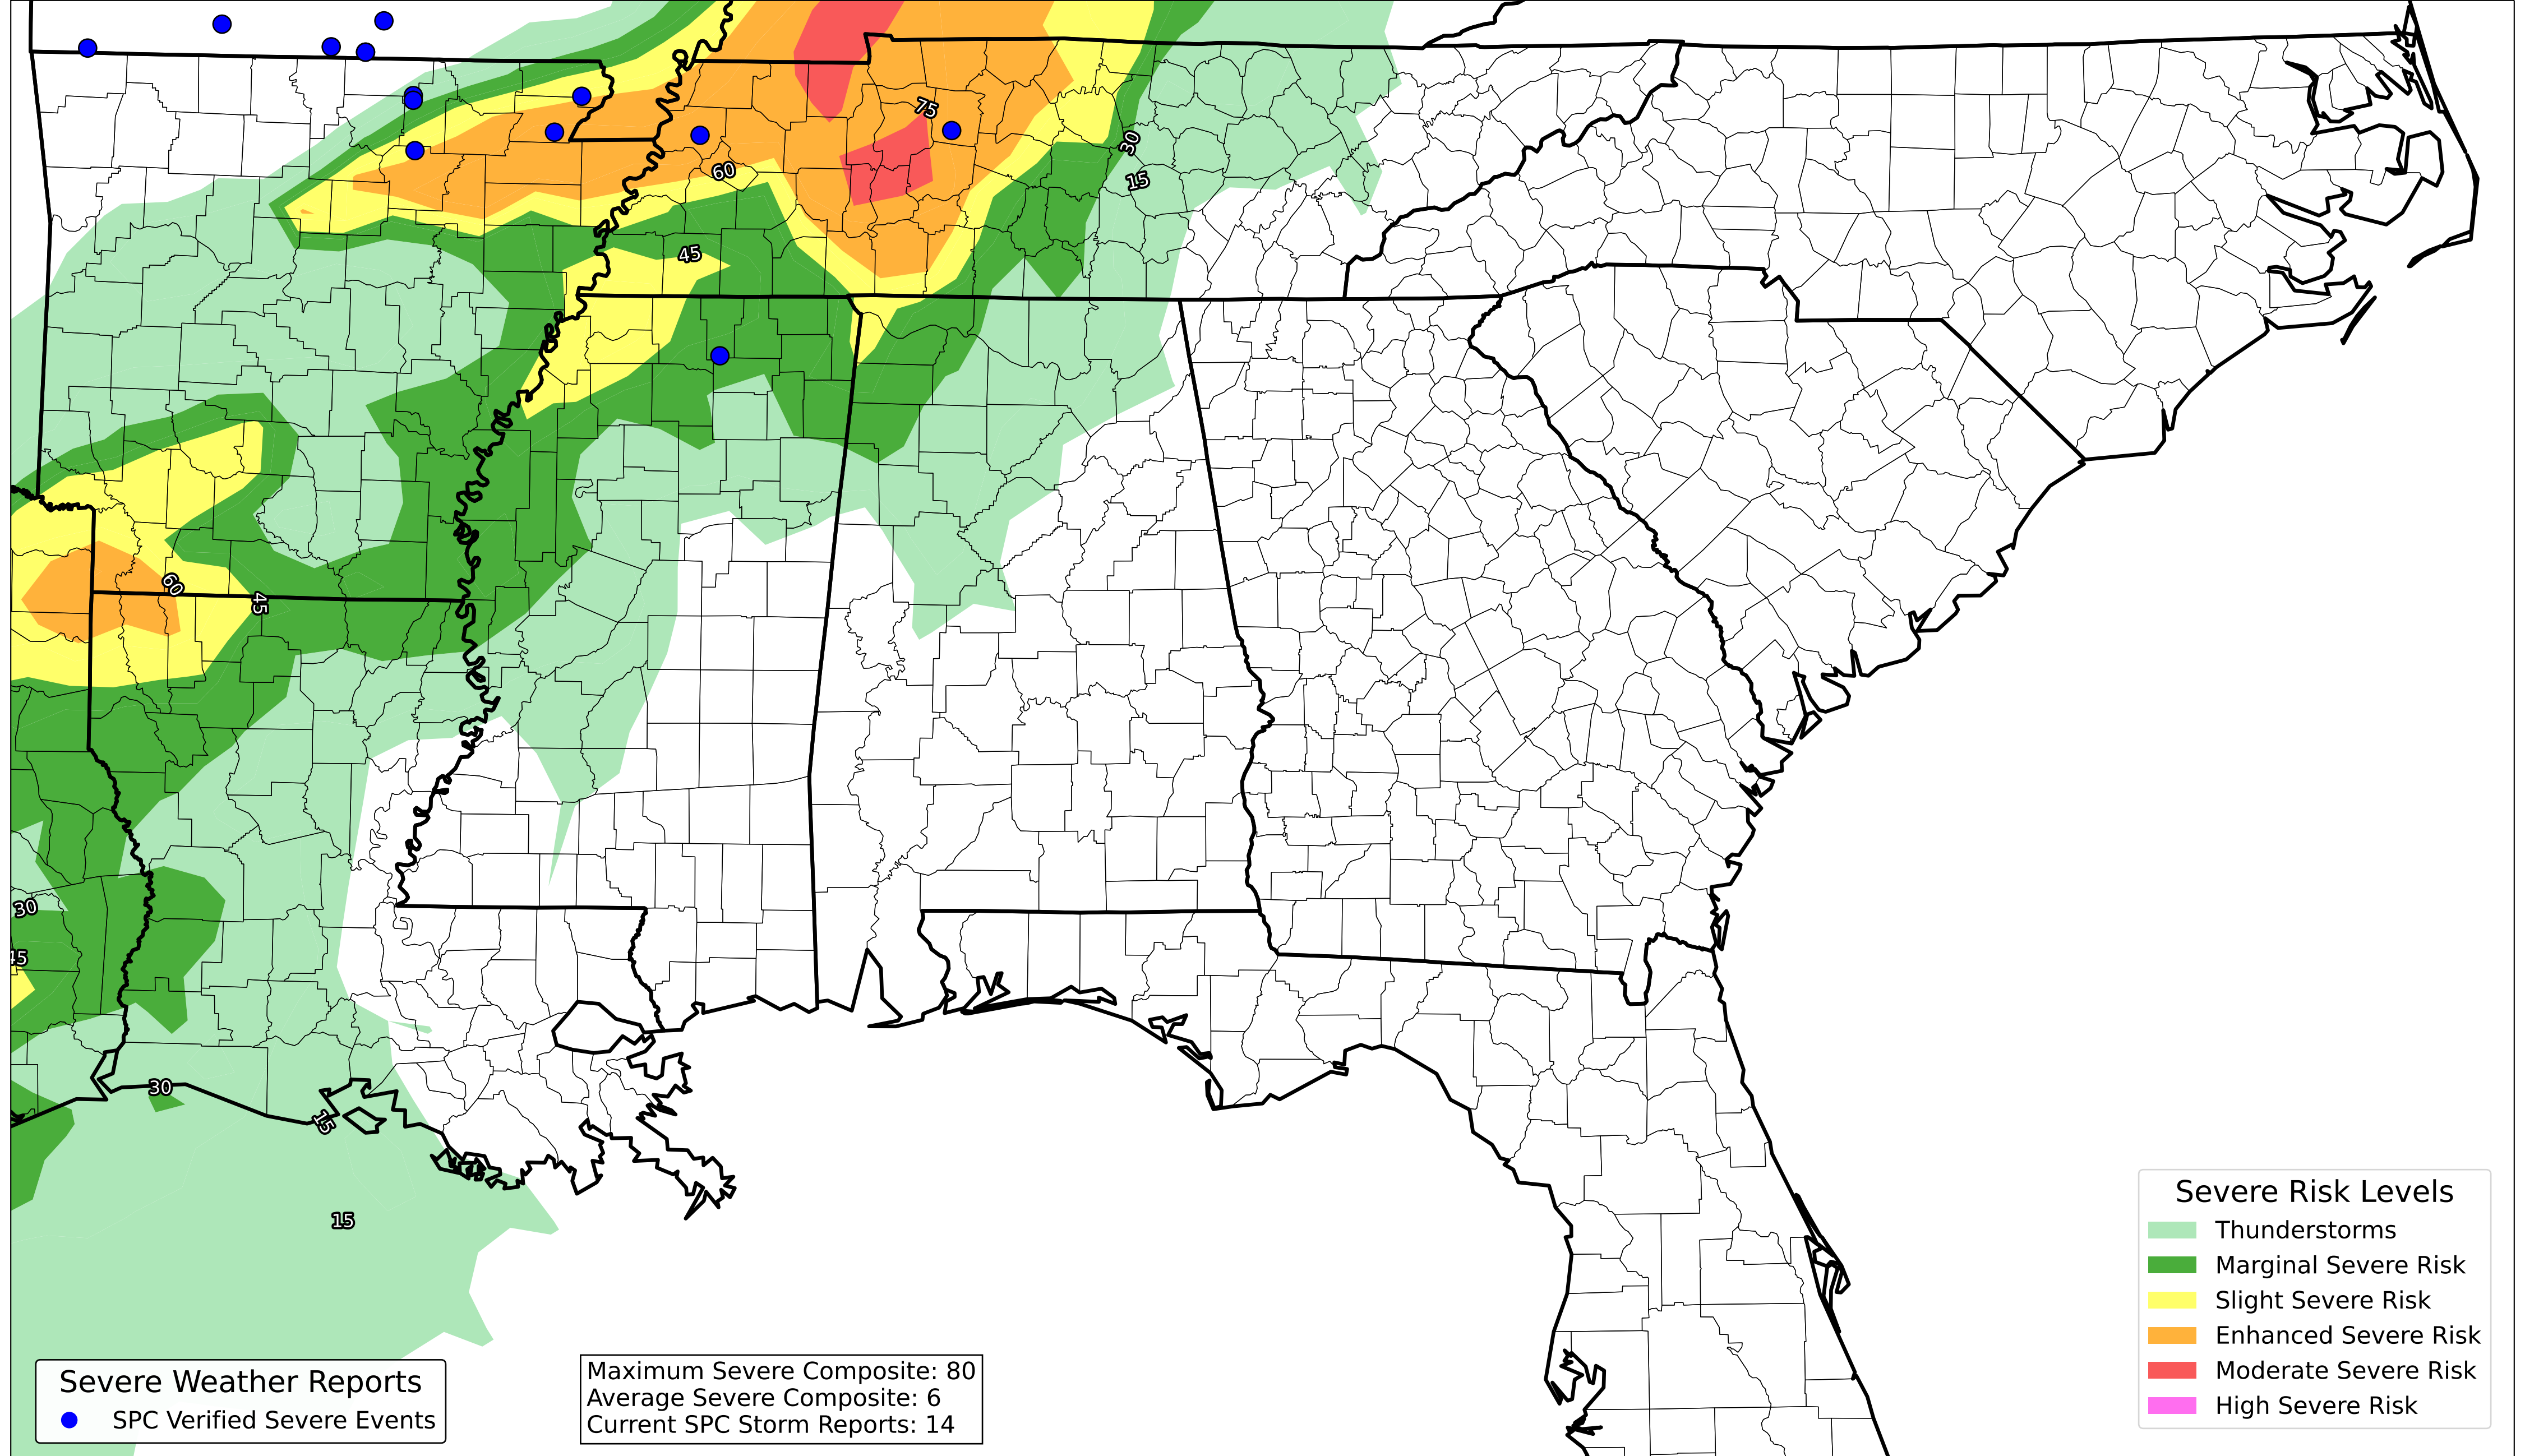 75
30
60
15
45
60
45
30
45
30
15
15
Severe Risk Levels
Thunderstorms
Marginal Severe Risk
Slight Severe Risk
Enhanced Severe Risk
Moderate Severe Risk
High Severe Risk
Severe Weather Reports
SPC Verified Severe Events
Maximum Severe Composite: 80
Average Severe Composite: 6
Current SPC Storm Reports: 14